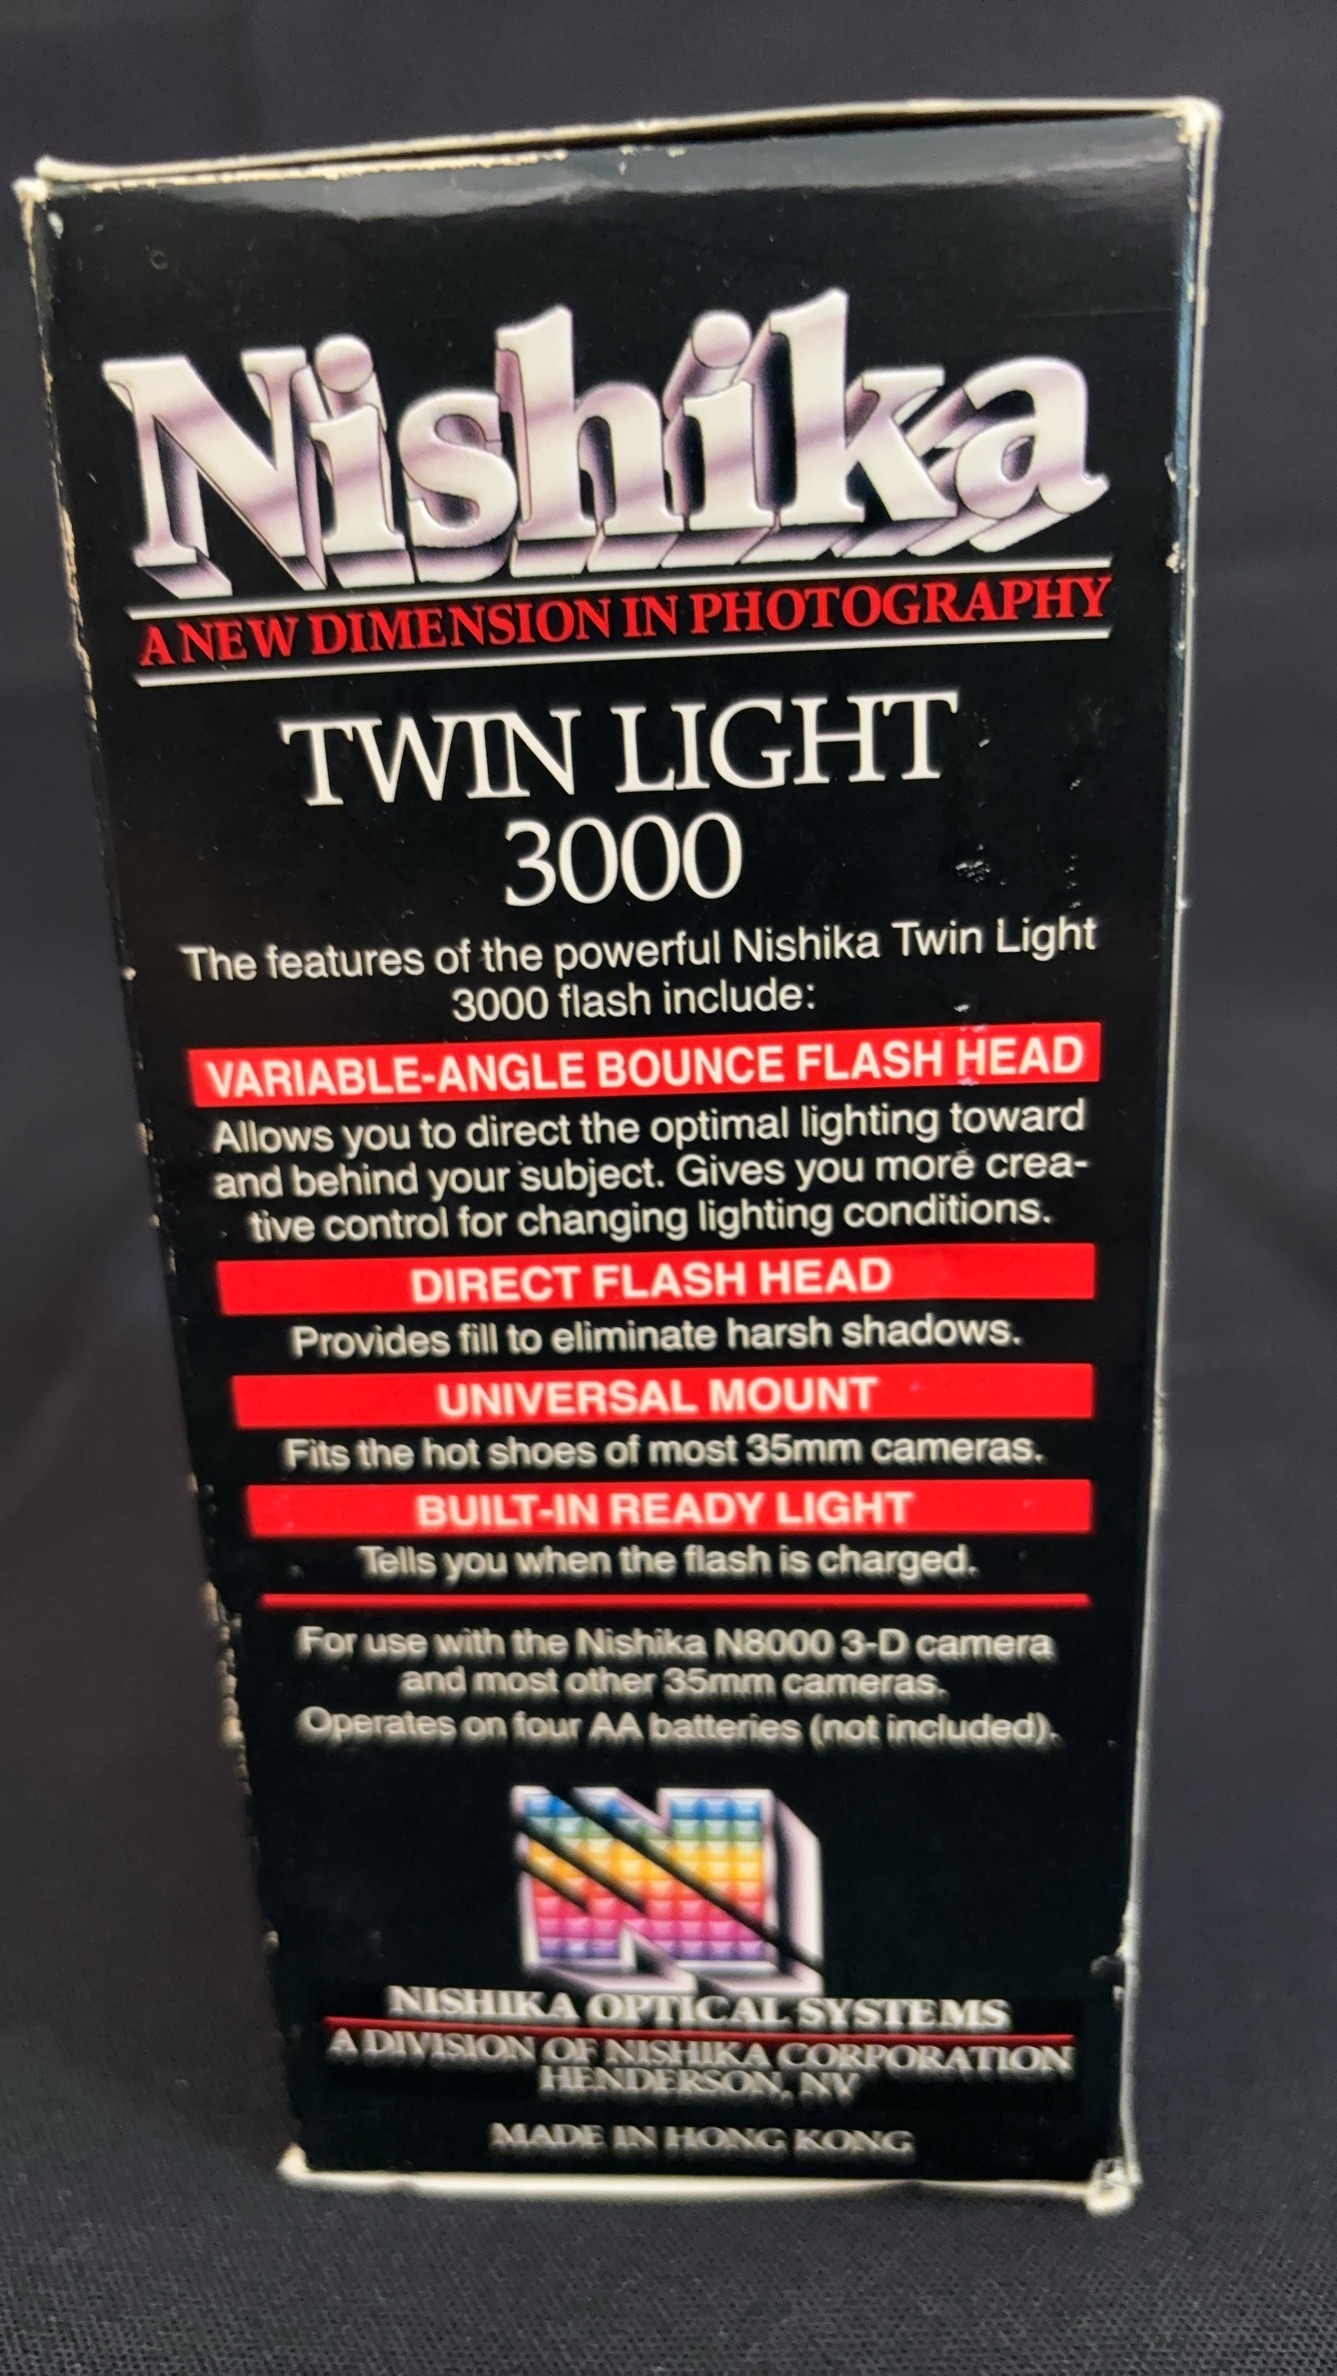 Nishika
A NEW DIMENSION IN PHOTOGRAPHY
TWIN LIGHT
3000
The features of the powerful Nishika Twin Light
3000 flash include:
VARIABLE-ANGLE BOUNCE FLASH HEAD
Allows you to direct the optimal lighting toward
and behind your subject. Gives you more crea-
tive control for changing lighting conditions.
DIRECT FLASH HEAD
Provides fill to eliminate harsh shadows.
UNIVERSAL MOUNT
Fits the hot shoes of most 35mm cameras.
BUILT-IN READY LIGHT
Tells you when the flash is charged.
For use with the Nishika N8000 3-D camera
and most other 35mm cameras.
Operates on four AA batteries (not included).
N
NISHIKA OPTICAL SYSTEMS
A DIVISION OF NISHIKA CORPORATION
HENDERSON, NV
MADE IN HONG KONG